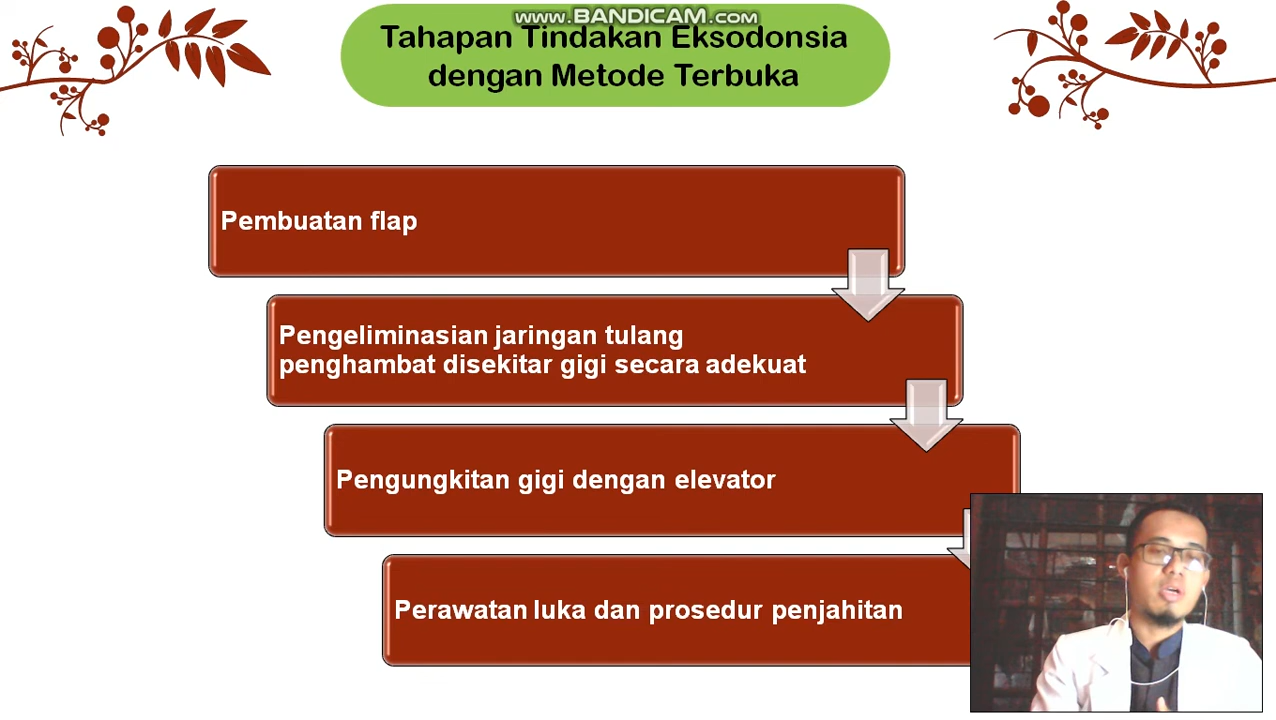 www.BANDICAM.com
Tahapan Tindakan Eksodonsia
dengan Metode Terbuka
Pembuatan flap
Pengeliminasian jaringan tulang
penghambat disekitar gigi secara adekuat
Pengungkitan gigi dengan elevator
Perawatan luka dan prosedur penjahitan